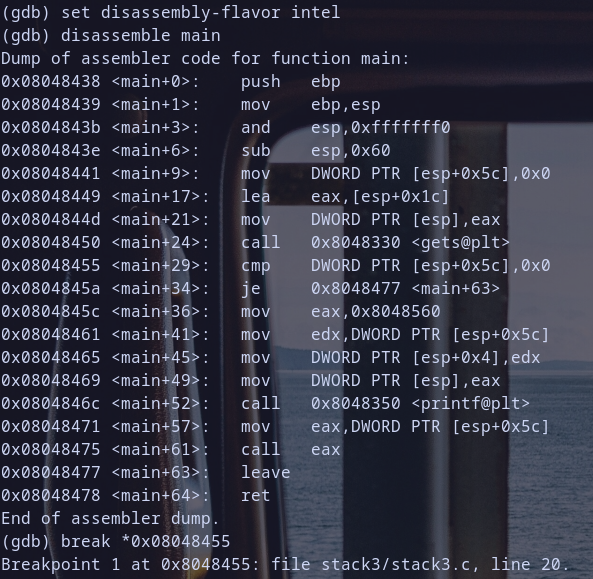 (gdb) set disassembly-flavor intel
(gdb) disassemble main
Dump of assembler code for function main:
0x08048438 <main+0>:    push   ebp
0x08048439 <main+1>:    mov    ebp,esp
0x0804843b <main+3>:    and    esp,0xfffffff0
0x0804843e <main+6>:    sub    esp,0x60
0x08048441 <main+9>:    mov    DWORD PTR [esp+0x5c],0x0
0x08048449 <main+17>:   lea    eax,[esp+0x1c]
0x0804844d <main+21>:   mov    DWORD PTR [esp],eax
0x08048450 <main+24>:   call   0x8048330 <gets@plt>
0x08048455 <main+29>:   cmp    DWORD PTR [esp+0x5c],0x0
0x0804845a <main+34>:   je     0x8048477 <main+63>
0x0804845c <main+36>:   mov    eax,0x8048560
0x08048461 <main+41>:   mov    edx,DWORD PTR [esp+0x5c]
0x08048465 <main+45>:   mov    DWORD PTR [esp+0x4],edx
0x08048469 <main+49>:   mov    DWORD PTR [esp],eax
0x0804846c <main+52>:   call   0x8048350 <printf@plt>
0x08048471 <main+57>:   mov    eax,DWORD PTR [esp+0x5c]
0x08048475 <main+61>:   call   eax
0x08048477 <main+63>:   leave
0x08048478 <main+64>:   ret
End of assembler dump.
(gdb) break *0x08048455
Breakpoint 1 at 0x8048455: file stack3/stack3.c, line 20.